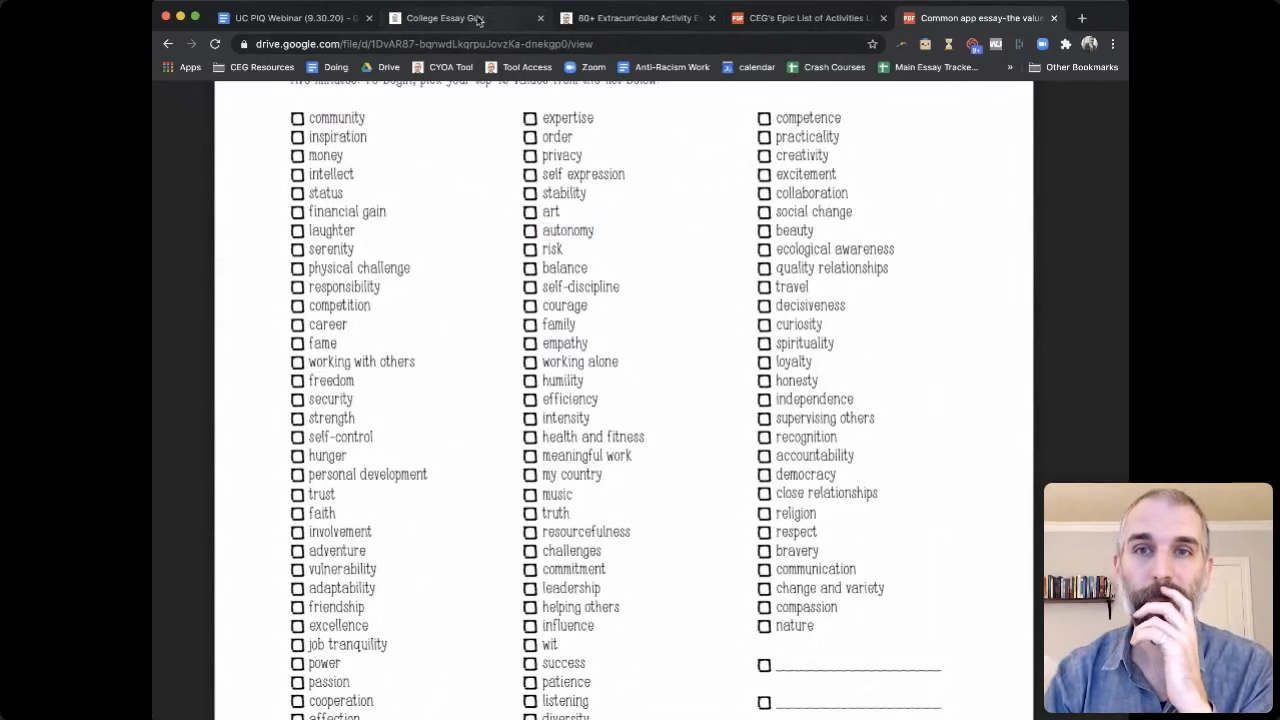 UC PIQ Webinar (9.30.20) - G
College Essay Gu
80+ Extracurricular Activity E
CEG's Epic List of Activities L
Common app essay-the value
drive.google.com/file/d/1DvAR87-bqnwdLkqrpuJovzKa-dnekgp0/view
Apps
CEG Resources
Doing
Drive
CYOA Tool
Tool Access
Zoom
Anti-Racism Work
calendar
Crash Courses
Main Essay Tracke...
»
Other Bookmarks
community
inspiration
money
intellect
status
financial gain
laughter
serenity
physical challenge
responsibility
competition
career
fame
working with others
freedom
security
strength
self-control
hunger
personal development
trust
faith
involvement
adventure
vulnerability
adaptability
friendship
excellence
job tranquility
power
passion
cooperation
affection
expertise
order
privacy
self expression
stability
art
autonomy
risk
balance
self-discipline
courage
family
empathy
working alone
humility
efficiency
intensity
health and fitness
meaningful work
my country
music
truth
resourcefulness
challenges
commitment
leadership
helping others
influence
wit
success
patience
listening
diversity
competence
practicality
creativity
excitement
collaboration
social change
beauty
ecological awareness
quality relationships
travel
decisiveness
curiosity
spirituality
loyalty
honesty
independence
supervising others
recognition
accountability
democracy
close relationships
religion
respect
bravery
communication
change and variety
compassion
nature